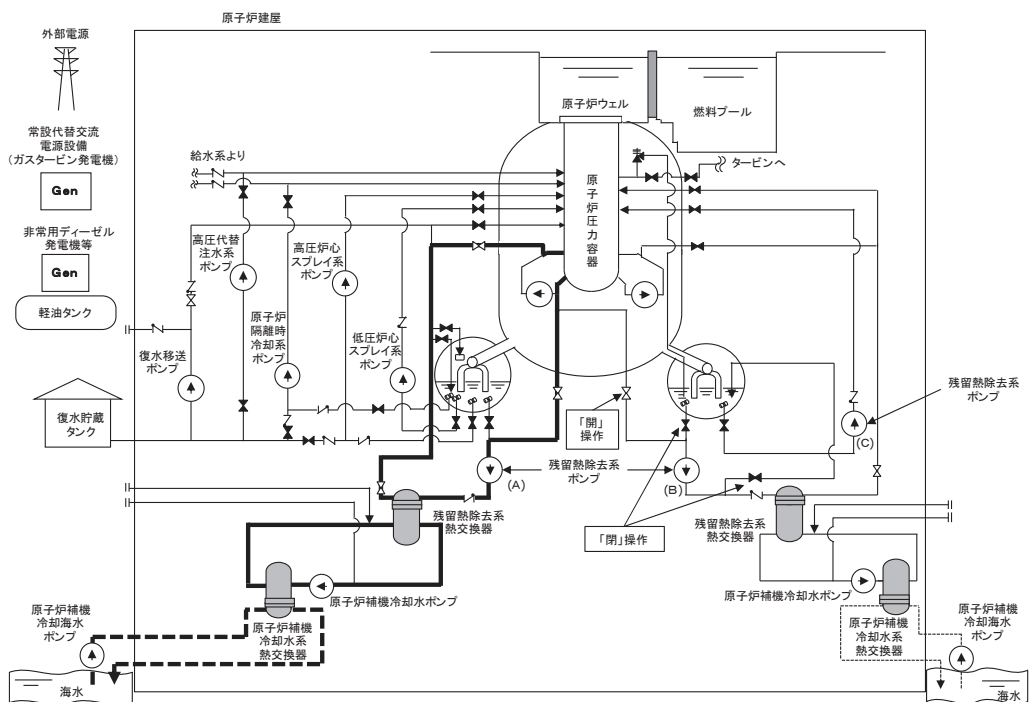 原子炉建屋
外部電源
常設代替交流
電源設備
(ガスタービン発電機)
Gen
非常用ディーゼル
発電機等
Gen
軽油タンク
復水貯蔵
タンク
給水系より
高圧代替
注水系
ポンプ
原子炉
隔離時
冷却系
ポンプ
高圧炉心
スプレイ系
ポンプ
低圧炉心
スプレイ系
ポンプ
復水移送
ポンプ
原子炉ウェル
燃料プール
タービンへ
原子炉圧力容器
「開」
操作
残留熱除去系
ポンプ
(A)
(B)
残留熱除去系
ポンプ
(C)
残留熱除去系
熱交換器
「閉」操作
残留熱除去系
熱交換器
原子炉補機冷却水ポンプ
原子炉補機冷却水ポンプ
原子炉補機
冷却海水
ポンプ
原子炉補機
冷却水系
熱交換器
原子炉補機
冷却水系
熱交換器
原子炉補機
冷却海水
ポンプ
海水
海水